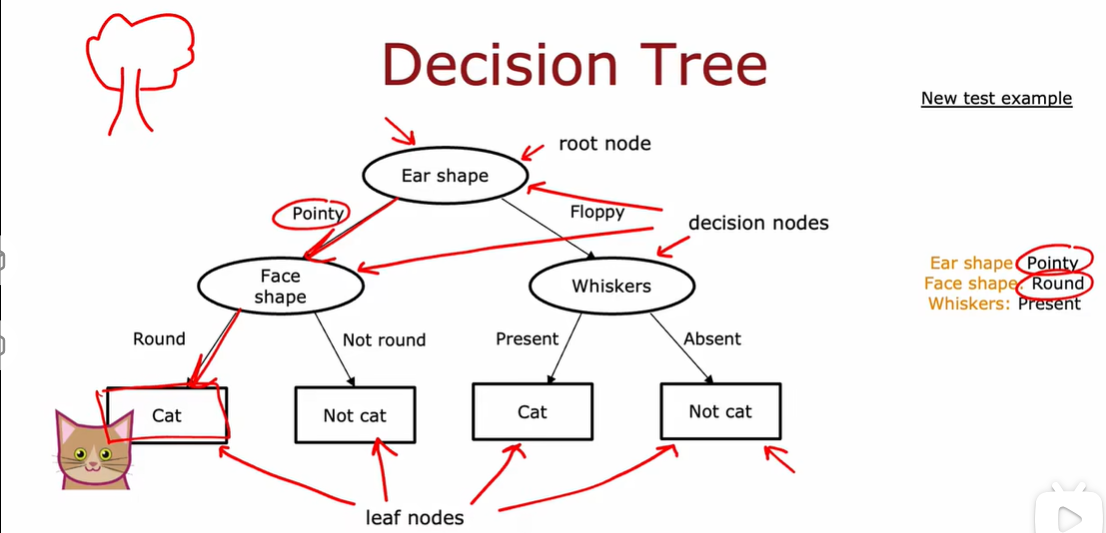 Decision Tree
New test example
root node
Ear shape
Pointy
Floppy
decision nodes
Face
shape
Whiskers
Ear shape: Pointy
Face shape: Round
Whiskers: Present
Round
Not round
Present
Absent
Cat
Not cat
Cat
Not cat
leaf nodes